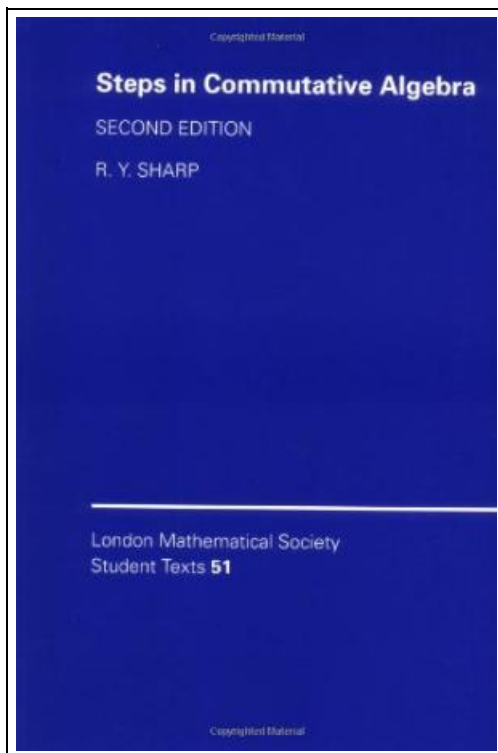 Copyrighted Material
Steps in Commutative Algebra
SECOND EDITION
R. Y. SHARP
London Mathematical Society
Student Texts 51
Copyrighted Material